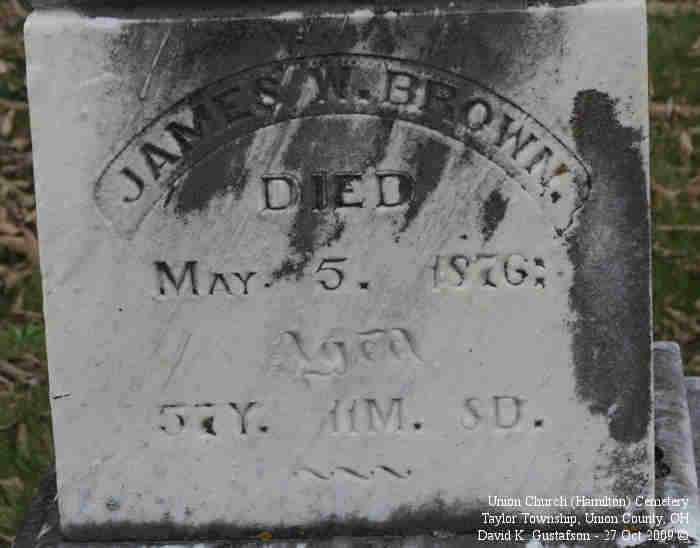 JAMES W. BROWN.
DIED
MAY. 5. 1876:
Aged
57Y. 11M. 8D.
Union Church (Hamilton) Cemetery
Taylor Township, Union County, OH
David K. Gustafson - 27 Oct 2009 ©